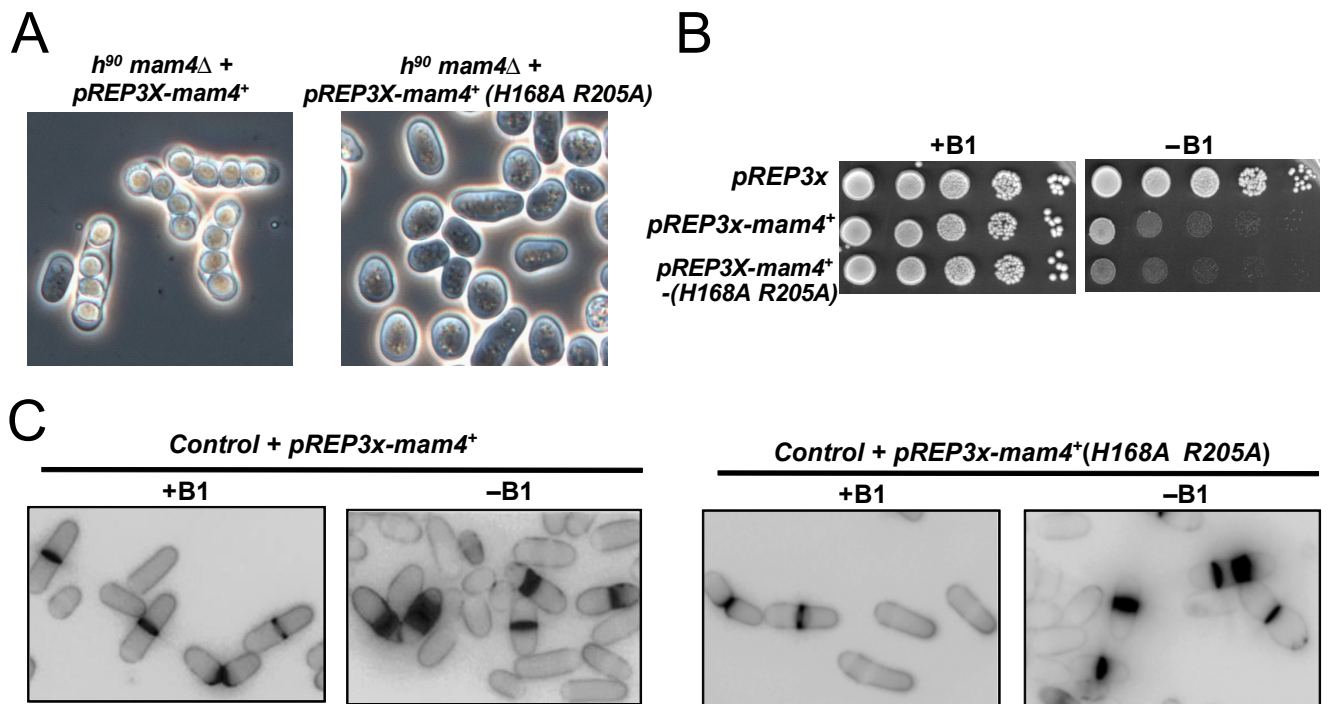 A
h⁹⁰ mam4Δ +
pREP3X-mam4⁺
h⁹⁰ mam4Δ +
pREP3X-mam4⁺ (H168A R205A)
B
+B1
–B1
pREP3x
pREP3x-mam4⁺
pREP3X-mam4⁺
-(H168A R205A)
C
Control + pREP3x-mam4⁺
+B1
–B1
Control + pREP3x-mam4⁺(H168A R205A)
+B1
–B1